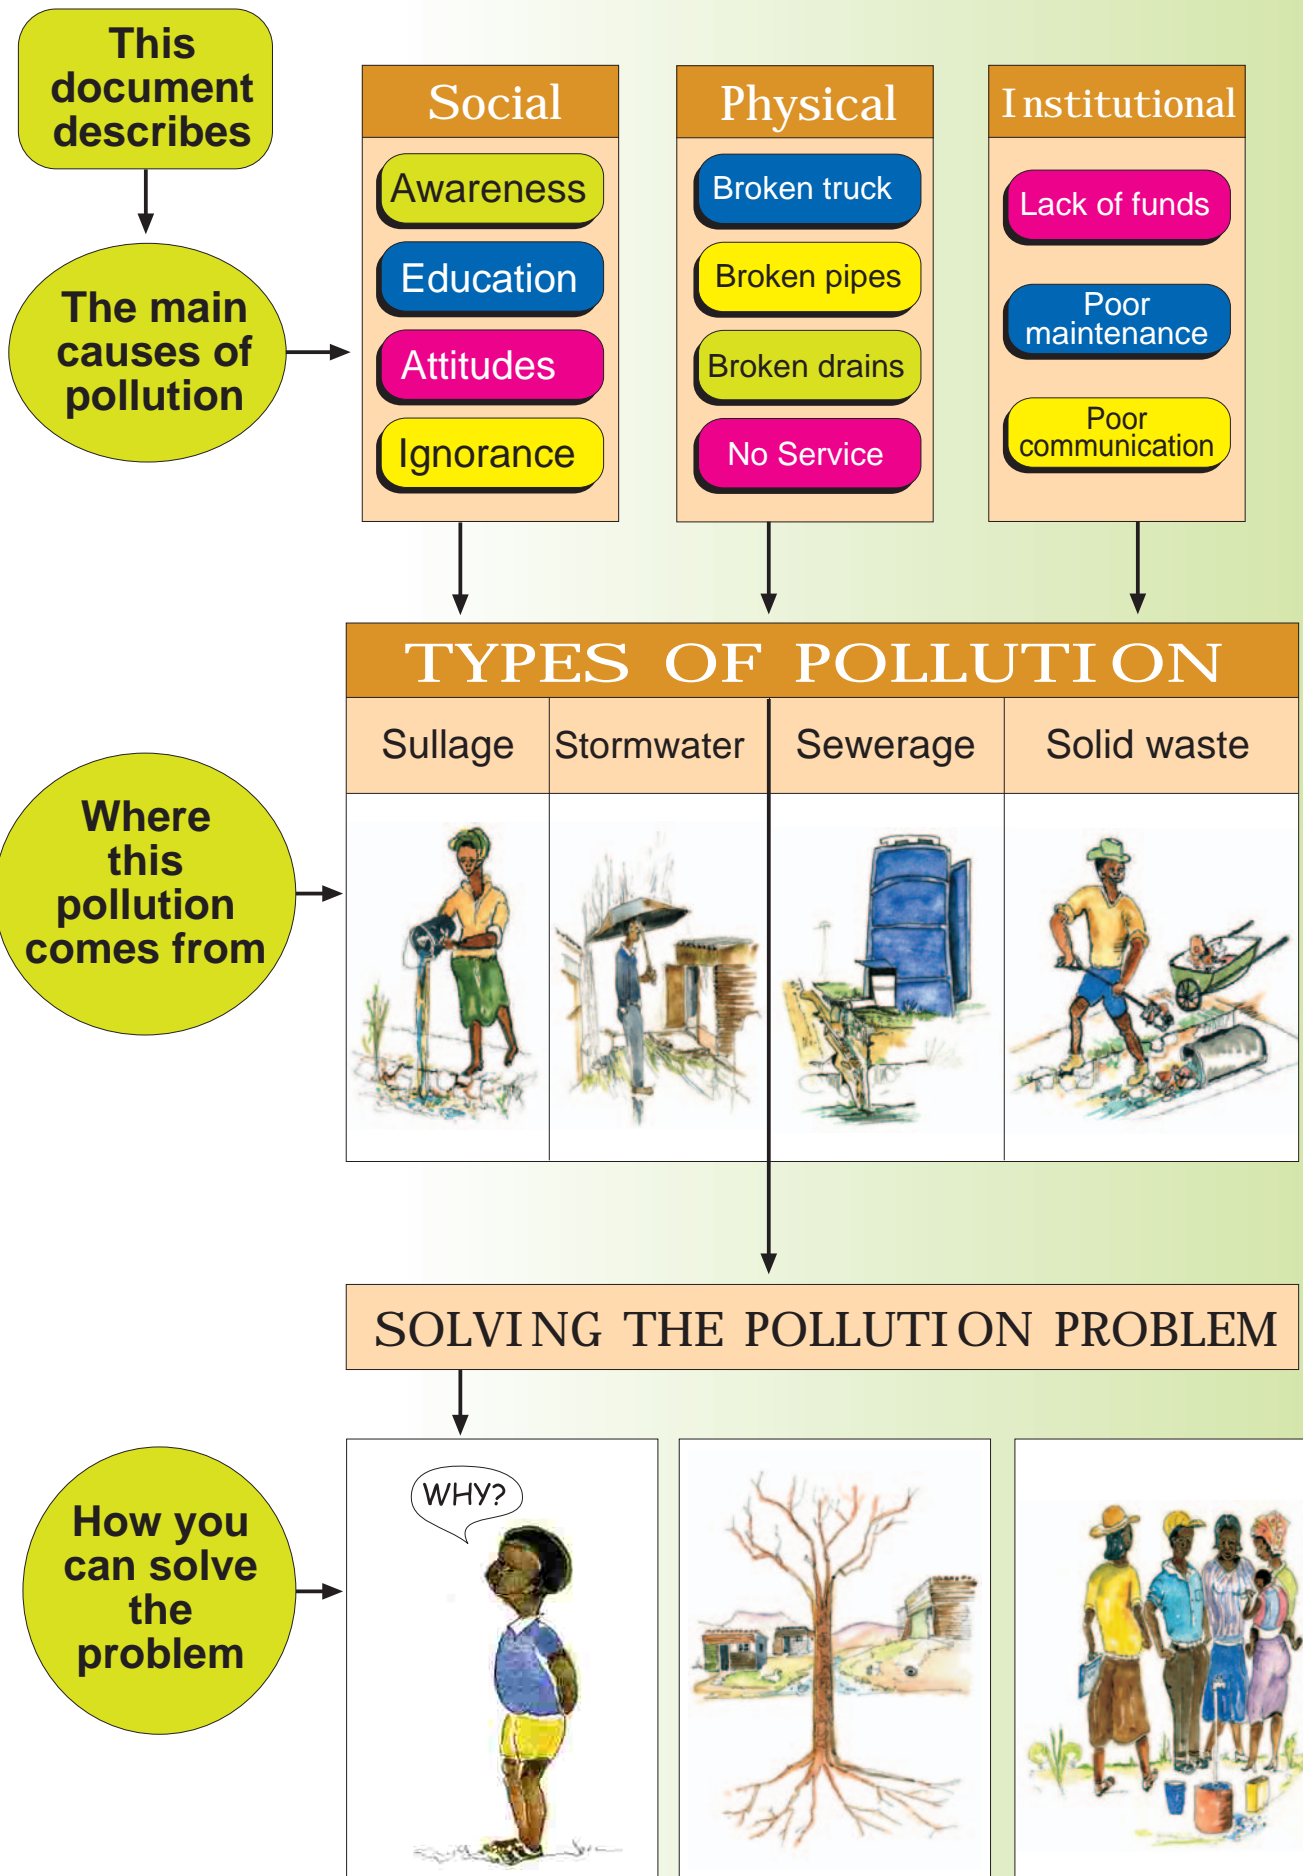 This
document
describes
The main
causes of
pollution
Social
Awareness
Education
Attitudes
Ignorance
Physical
Broken truck
Broken pipes
Broken drains
No Service
Institutional
Lack of funds
Poor
maintenance
Poor
communication
Where
this
pollution
comes from
TYPES OF POLLUTION
Sullage
Stormwater
Sewerage
Solid waste
SOLVING THE POLLUTION PROBLEM
How you
can solve
the
problem
WHY?